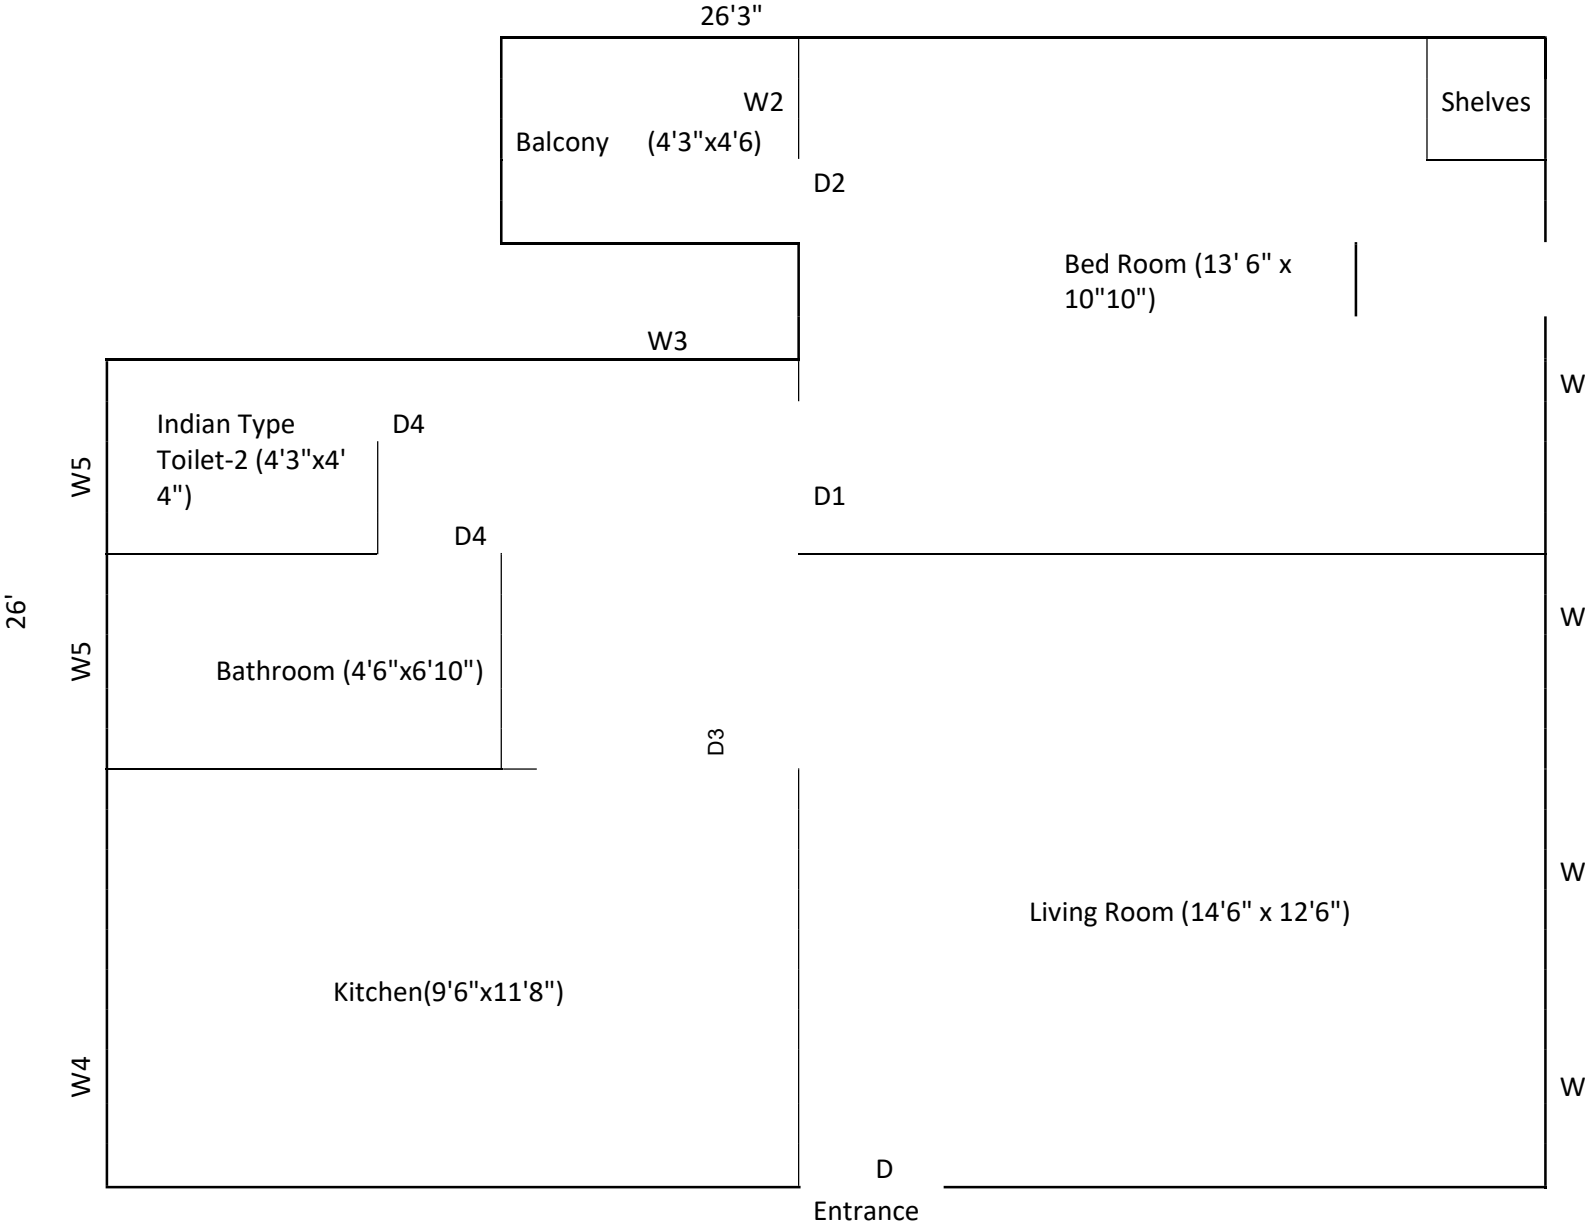 26'3"
W2
Shelves
Balcony (4'3"x4'6)
D2
Bed Room (13' 6" x
10"10")
W3
W
Indian Type
Toilet-2 (4'3"x4'
4")
D4
W5
D1
D4
26'
W
W5
Bathroom (4'6"x6'10")
D3
W
Living Room (14'6" x 12'6")
Kitchen(9'6"x11'8")
W4
W
D
Entrance